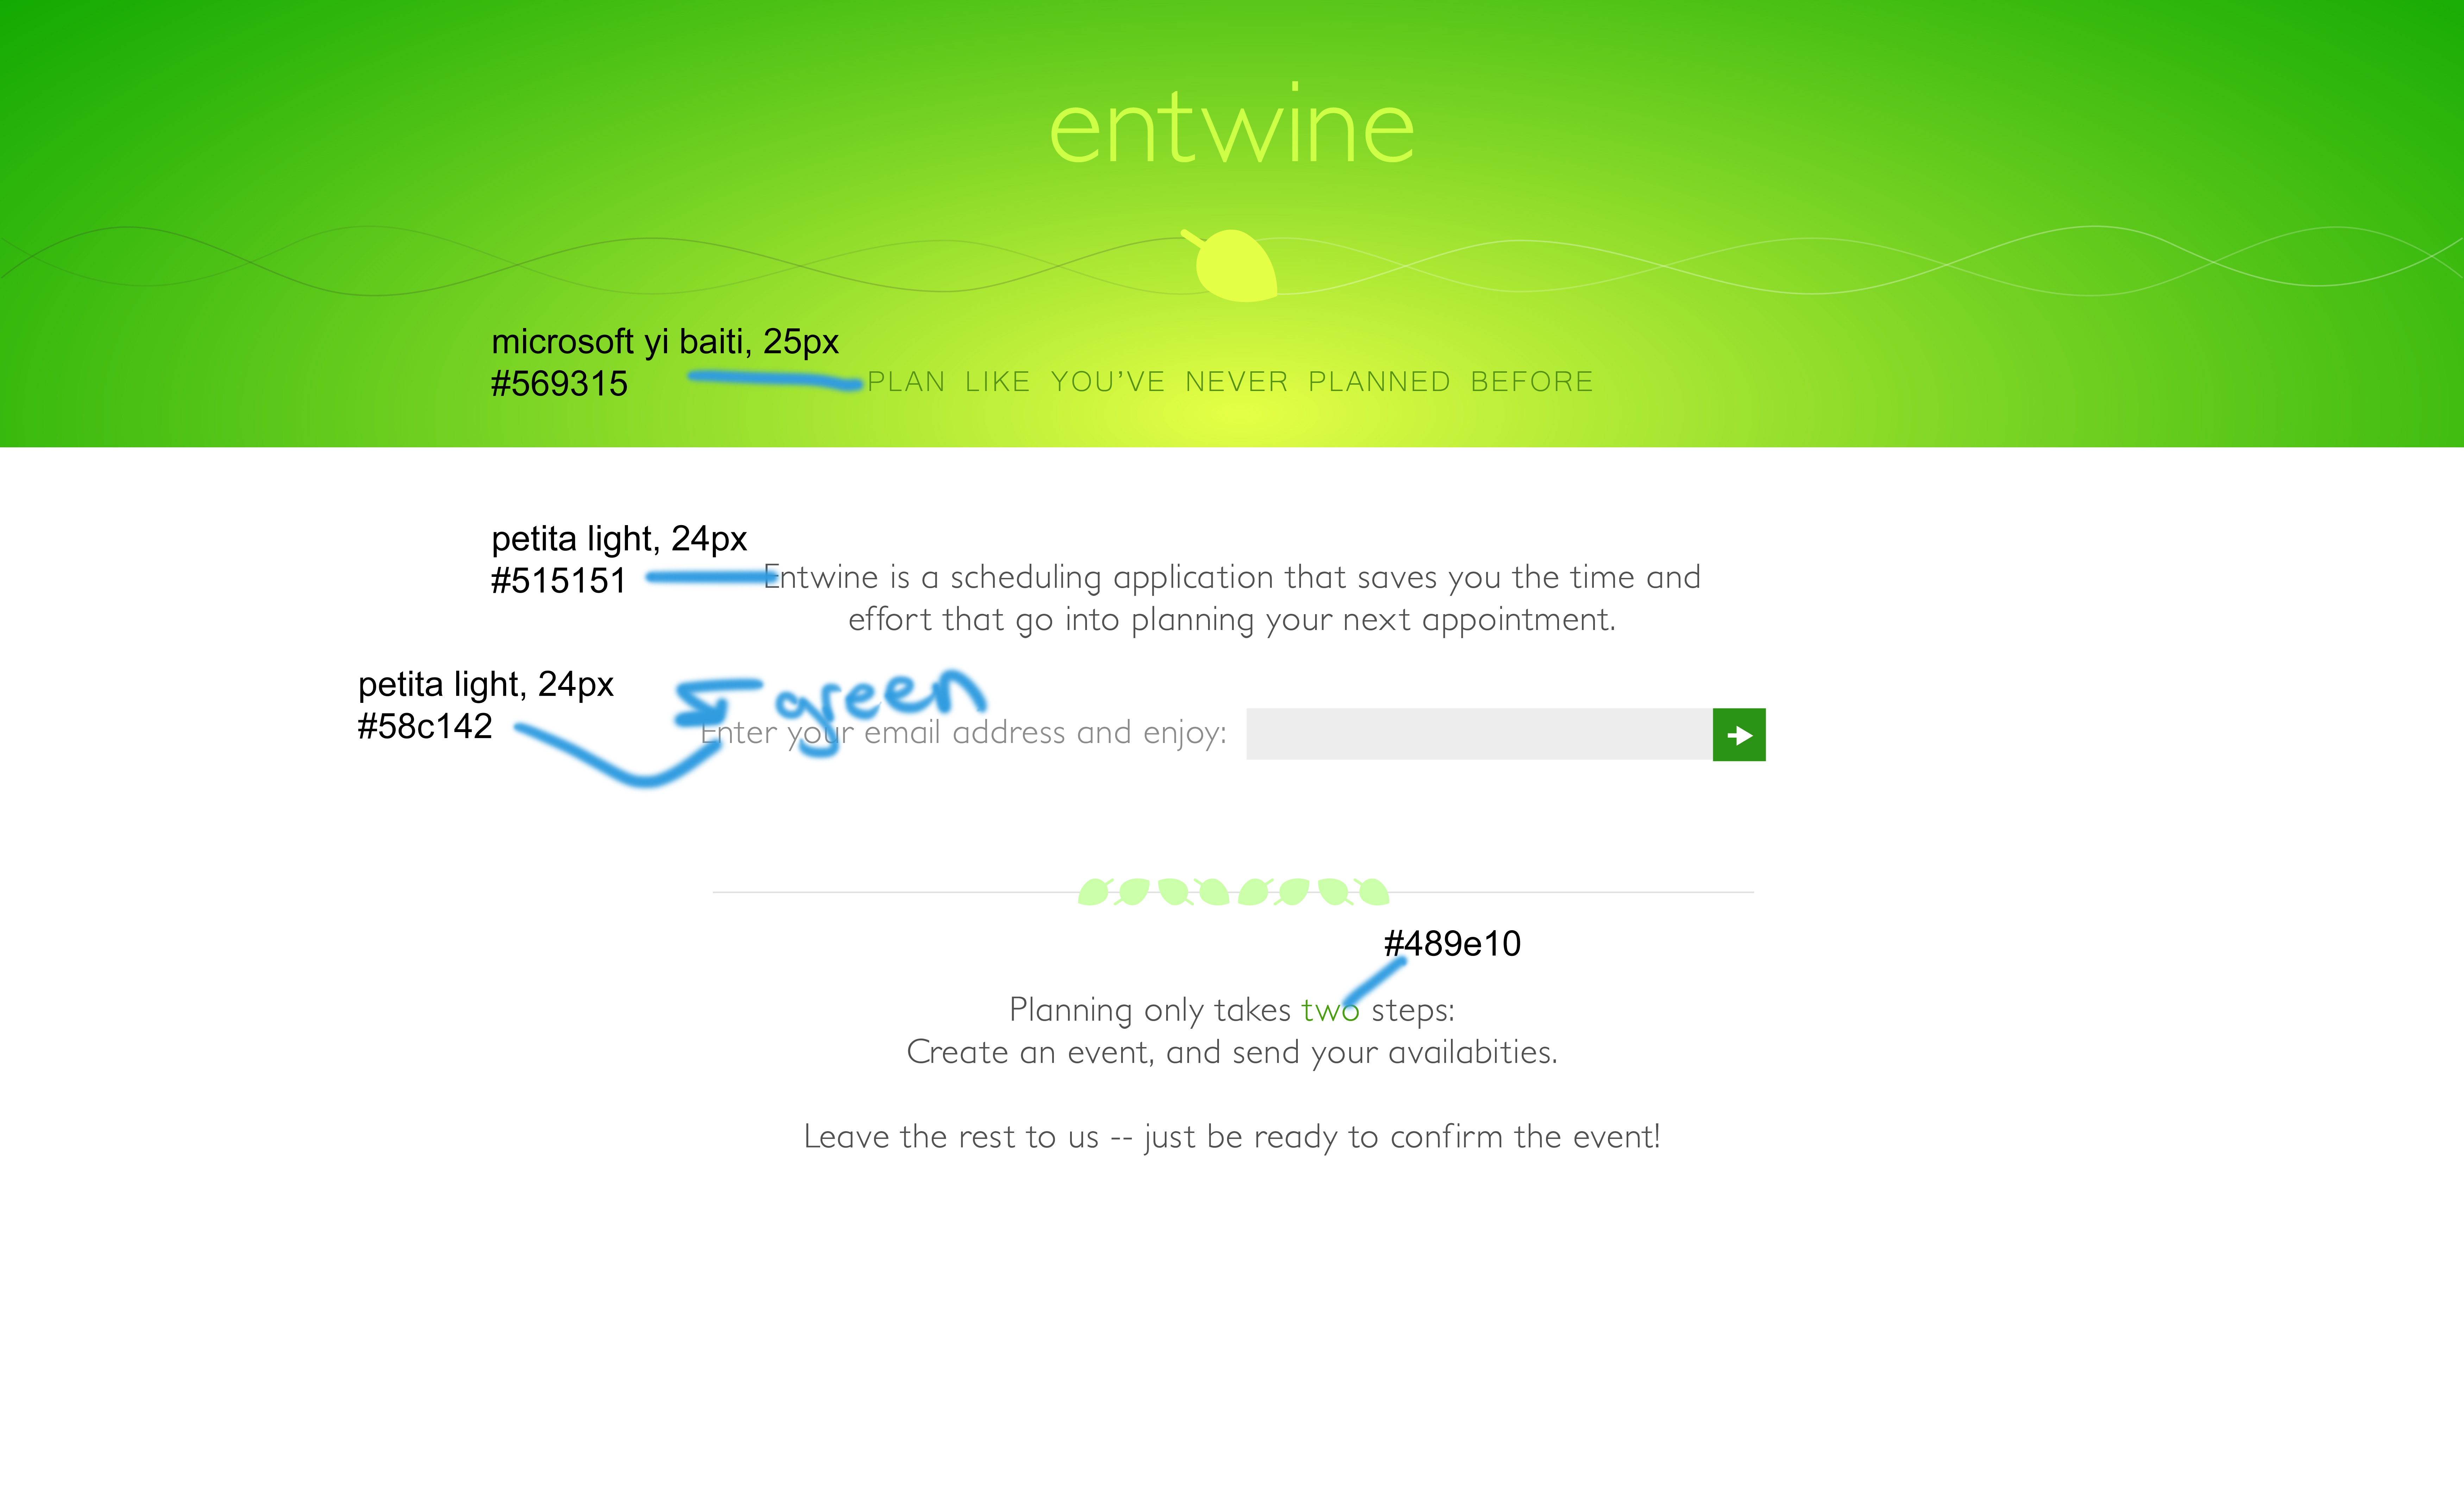 entwine
microsoft yi baiti, 25px
#569315
PLAN LIKE YOU'VE NEVER PLANNED BEFORE
petita light, 24px
#515151
Entwine is a scheduling application that saves you the time and
effort that go into planning your next appointment.
petita light, 24px
#58c142
green
Enter your email address and enjoy:
#489e10
Planning only takes two steps:
Create an event, and send your availabities.
Leave the rest to us -- just be ready to confirm the event!